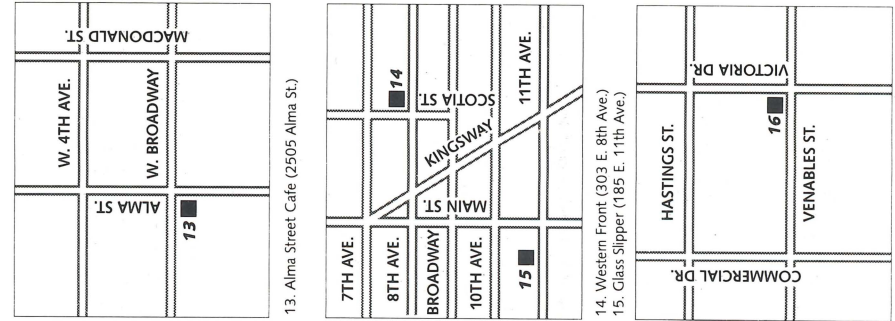 MACDONALD ST.
W. 4TH AVE.
W. BROADWAY
ALMA ST.
13
13. Alma Street Cafe (2505 Alma St.)
14
11TH AVE.
SCOTIA ST.
KINGSWAY
MAIN ST.
7TH AVE.
8TH AVE.
BROADWAY
10TH AVE.
15
14. Western Front (303 E. 8th Ave.)
15. Glass Slipper (185 E. 11th Ave.)
VICTORIA DR.
16
HASTINGS ST.
VENABLES ST.
COMMERCIAL DR.